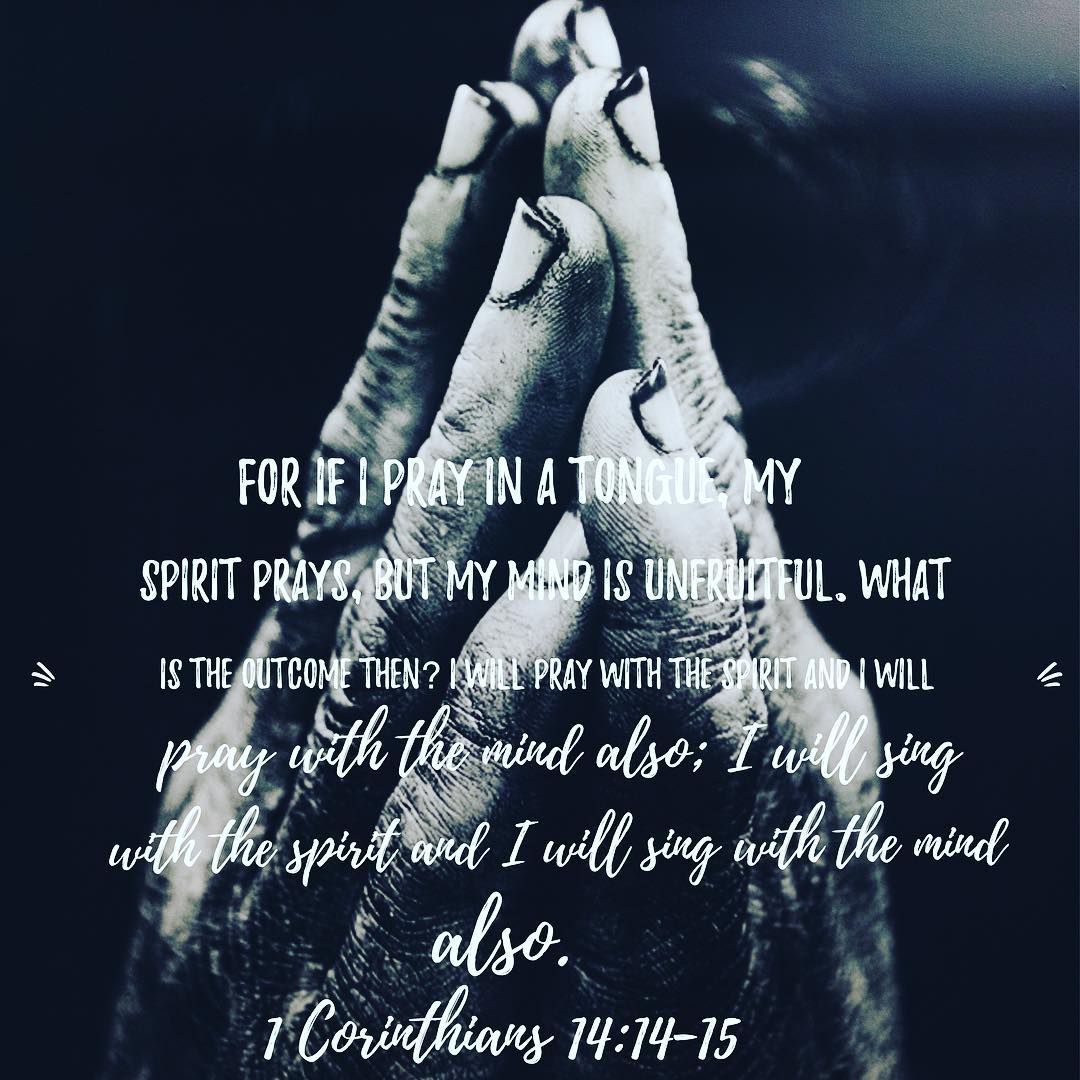 FOR IF I PRAY IN A TONGUE, MY
SPIRIT PRAYS, BUT MY MIND IS UNFRUITFUL. WHAT
IS THE OUTCOME THEN? I WILL PRAY WITH THE SPIRIT AND I WILL
pray with the mind also; I will sing
with the spirit and I will sing with the mind
also.
1 Corinthians 14:14-15